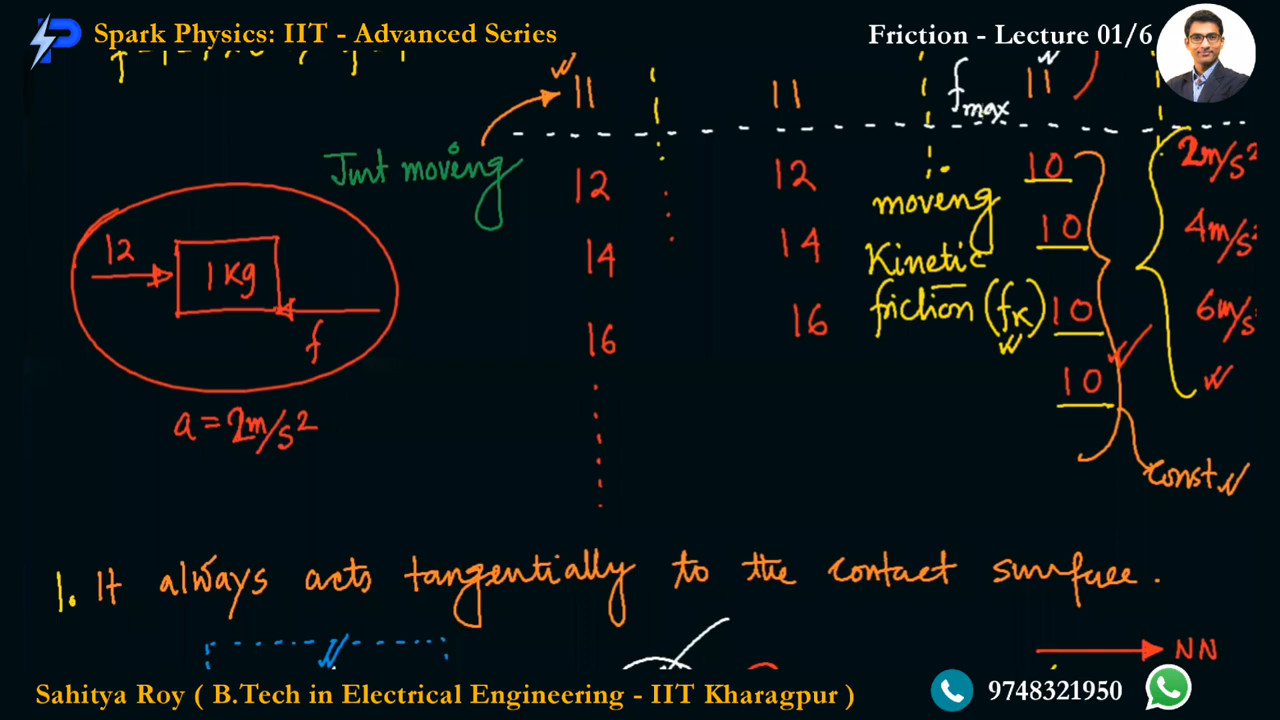 Spark Physics: IIT - Advanced Series
Friction - Lecture 01/6
11 11 fmax 11
Just moving
12 12 moving 10 2m/s²
14 14 Kinetic 10 4m/s²
16 16 friction (fK) 10 6m/s²
10
const
12 1 Kg
f
a = 2m/s²
1. It always acts tangentially to the contact surface.
NN
Sahitya Roy ( B.Tech in Electrical Engineering - IIT Kharagpur )
9748321950